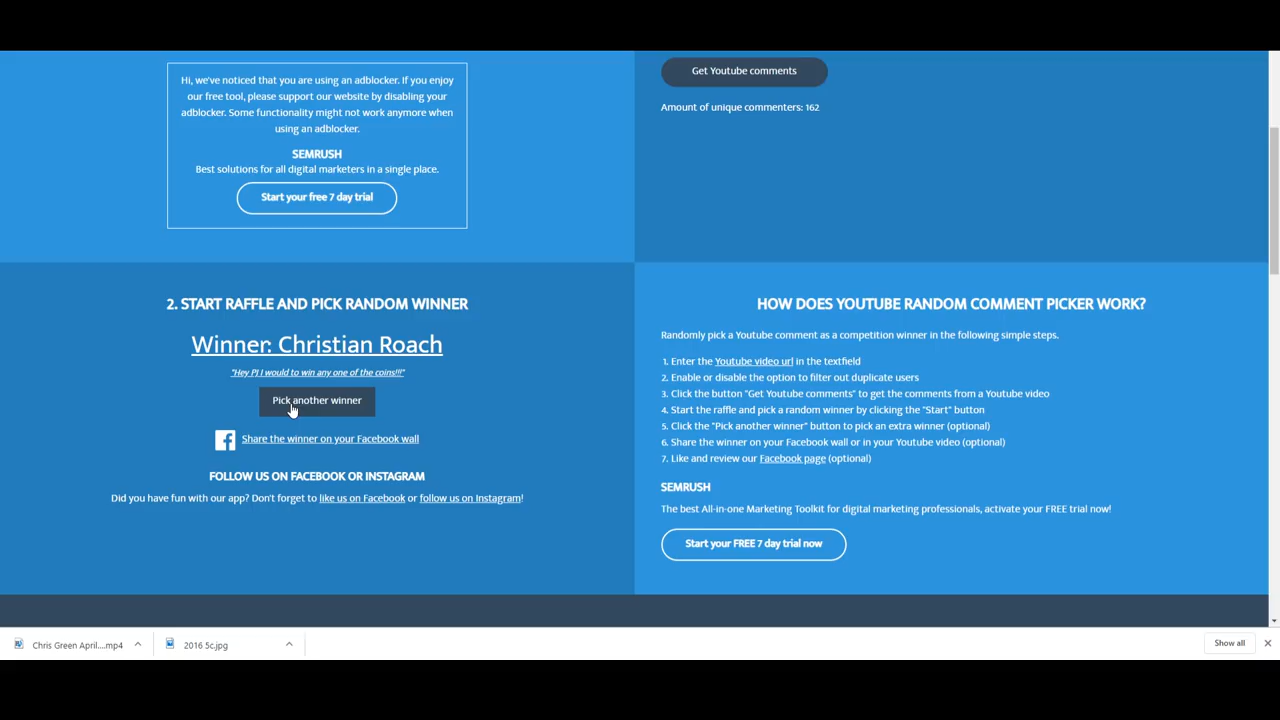 Hi, we've noticed that you are using an adblocker. If you enjoy
our free tool, please support our website by disabling your
adblocker. Some functionality might not work anymore when
using an adblocker.
SEMRUSH
Best solutions for all digital marketers in a single place.
Start your free 7 day trial
Get Youtube comments
Amount of unique commenters: 162
2. START RAFFLE AND PICK RANDOM WINNER
Winner: Christian Roach
"Hey PJ I would to win any one of the coins!!!"
Pick another winner
Share the winner on your Facebook wall
FOLLOW US ON FACEBOOK OR INSTAGRAM
Did you have fun with our app? Don't forget to like us on Facebook or follow us on Instagram!
HOW DOES YOUTUBE RANDOM COMMENT PICKER WORK?
Randomly pick a Youtube comment as a competition winner in the following simple steps.
1. Enter the Youtube video url in the textfield
2. Enable or disable the option to filter out duplicate users
3. Click the button "Get Youtube comments" to get the comments from a Youtube video
4. Start the raffle and pick a random winner by clicking the "Start" button
5. Click the "Pick another winner" button to pick an extra winner (optional)
6. Share the winner on your Facebook wall or in your Youtube video (optional)
7. Like and review our Facebook page (optional)
SEMRUSH
The best All-in-one Marketing Toolkit for digital marketing professionals, activate your FREE trial now!
Start your FREE 7 day trial now
Chris Green April....mp4
2016 5c.jpg
Show all